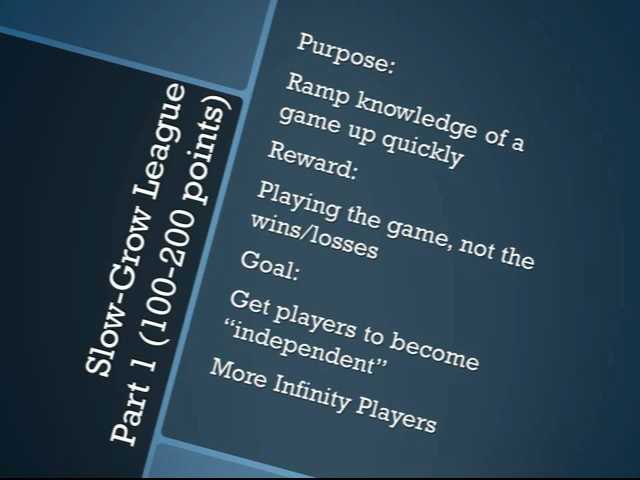 Slow-Grow League
Part 1 (100-200 points)
Purpose:
Ramp knowledge of a
game up quickly
Reward:
Playing the game, not the
wins/losses
Goal:
Get players to become
“independent”
More Infinity Players